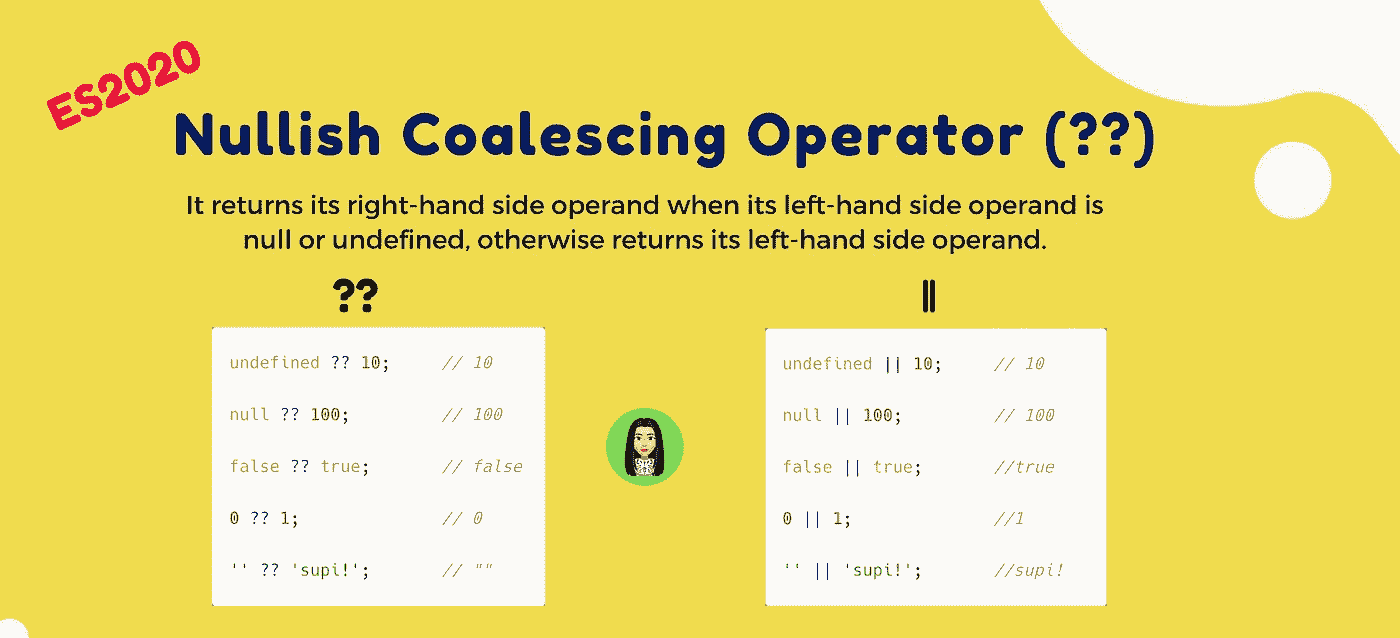 ES2020
Nullish Coalescing Operator (??)
It returns its right-hand side operand when its left-hand side operand is
null or undefined, otherwise returns its left-hand side operand.
??
undefined ?? 10; // 10
null ?? 100; // 100
false ?? true; // false
0 ?? 1; // 0
'' ?? 'supi!'; // ""
||
undefined || 10; // 10
null || 100; // 100
false || true; //true
0 || 1; //1
'' || 'supi!'; //supi!